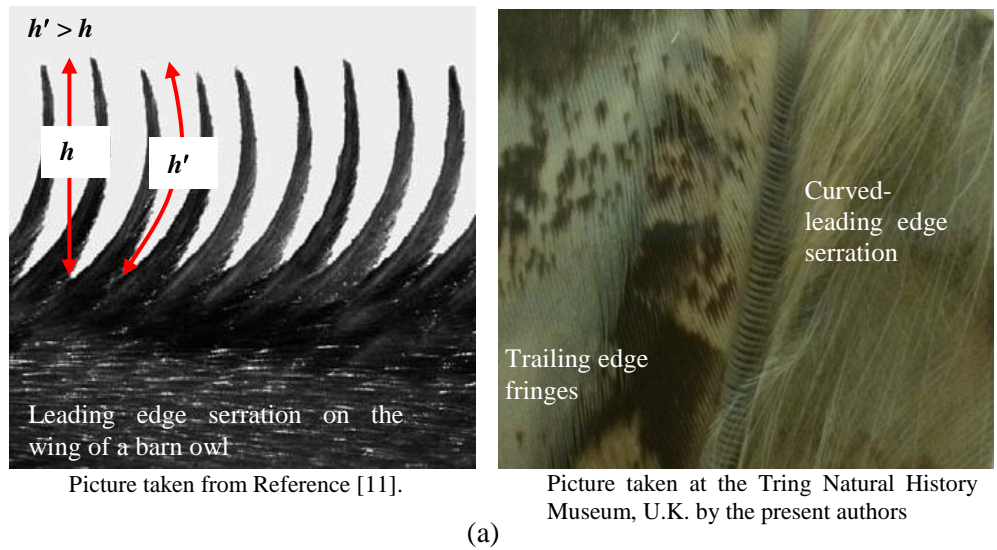 h′ > h
h
h′
Leading edge serration on the
wing of a barn owl
Picture taken from Reference [11].
Curved-
leading edge
serration
Trailing edge
fringes
Picture taken at the Tring Natural History
Museum, U.K. by the present authors
(a)